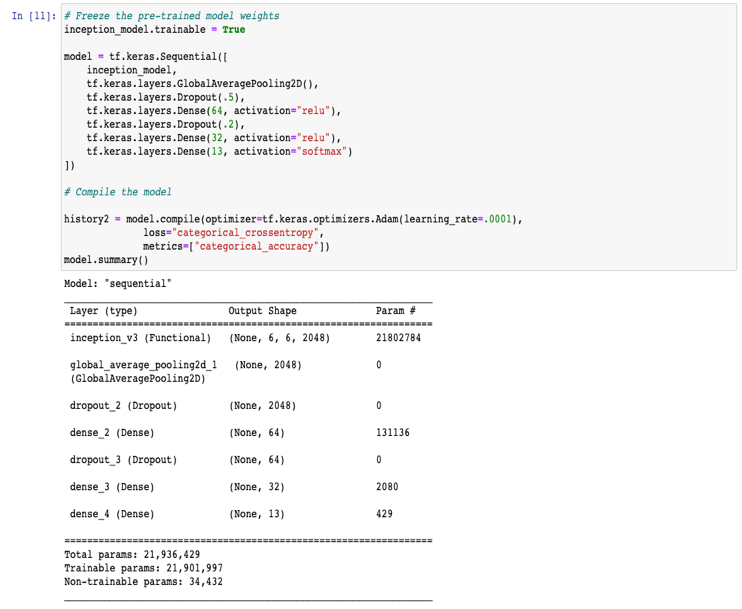 In [11]: # Freeze the pre-trained model weights
inception_model.trainable = True
model = tf.keras.Sequential([
    inception_model,
    tf.keras.layers.GlobalAveragePooling2D(),
    tf.keras.layers.Dropout(.5),
    tf.keras.layers.Dense(64, activation="relu"),
    tf.keras.layers.Dropout(.2),
    tf.keras.layers.Dense(32, activation="relu"),
    tf.keras.layers.Dense(13, activation="softmax")
])
# Compile the model
history2 = model.compile(optimizer=tf.keras.optimizers.Adam(learning_rate=.0001),
              loss="categorical_crossentropy",
              metrics=["categorical_accuracy"])
model.summary()
Model: "sequential"
Layer (type) Output Shape Param #
inception_v3 (Functional) (None, 6, 6, 2048) 21802784
global_average_pooling2d_1 (None, 2048) 0
(GlobalAveragePooling2D)
dropout_2 (Dropout) (None, 2048) 0
dense_2 (Dense) (None, 64) 131136
dropout_3 (Dropout) (None, 64) 0
dense_3 (Dense) (None, 32) 2080
dense_4 (Dense) (None, 13) 429
Total params: 21,936,429
Trainable params: 21,901,997
Non-trainable params: 34,432